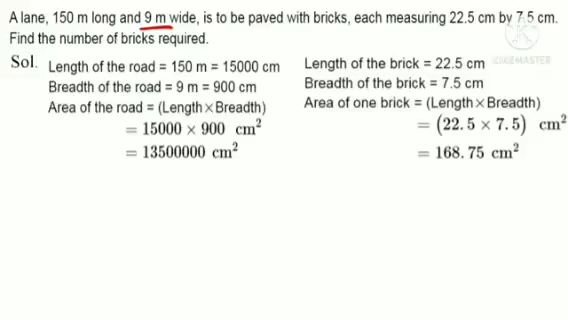 A lane, 150 m long and 9 m wide, is to be paved with bricks, each measuring 22.5 cm by 7.5 cm.
Find the number of bricks required.
Sol.
Length of the road = 150 m = 15000 cm
Breadth of the road = 9 m = 900 cm
Area of the road = (Length×Breadth)
= 15000 × 900 cm²
= 13500000 cm²
Length of the brick = 22.5 cm
Breadth of the brick = 7.5 cm
Area of one brick = (Length×Breadth)
= (22.5 × 7.5) cm²
= 168.75 cm²